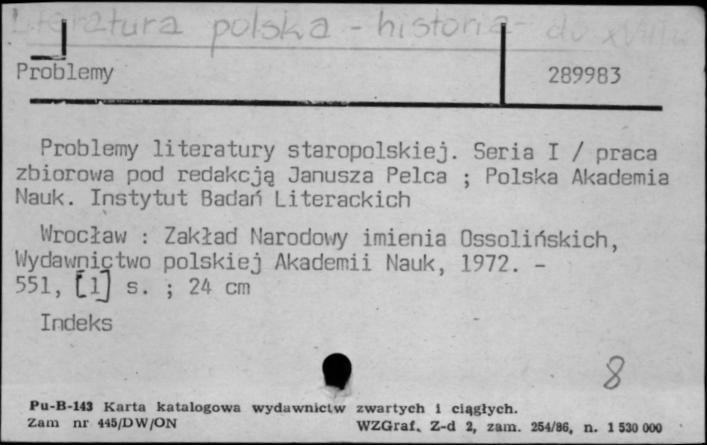 Literatura polska - historia - do XVIII w.
Problemy 289983
Problemy literatury staropolskiej. Seria I / praca
zbiorowa pod redakcją Janusza Pelca ; Polska Akademia
Nauk. Instytut Badań Literackich
Wrocław : Zakład Narodowy imienia Ossolińskich,
Wydawnictwo polskiej Akademii Nauk, 1972. -
551, [1] s. ; 24 cm
Indeks
8
Pu-B-143 Karta katalogowa wydawnictw zwartych i ciągłych.
Zam nr 445/DW/ON WZGraf. Z-d 2, zam. 254/86, n. 1 530 000